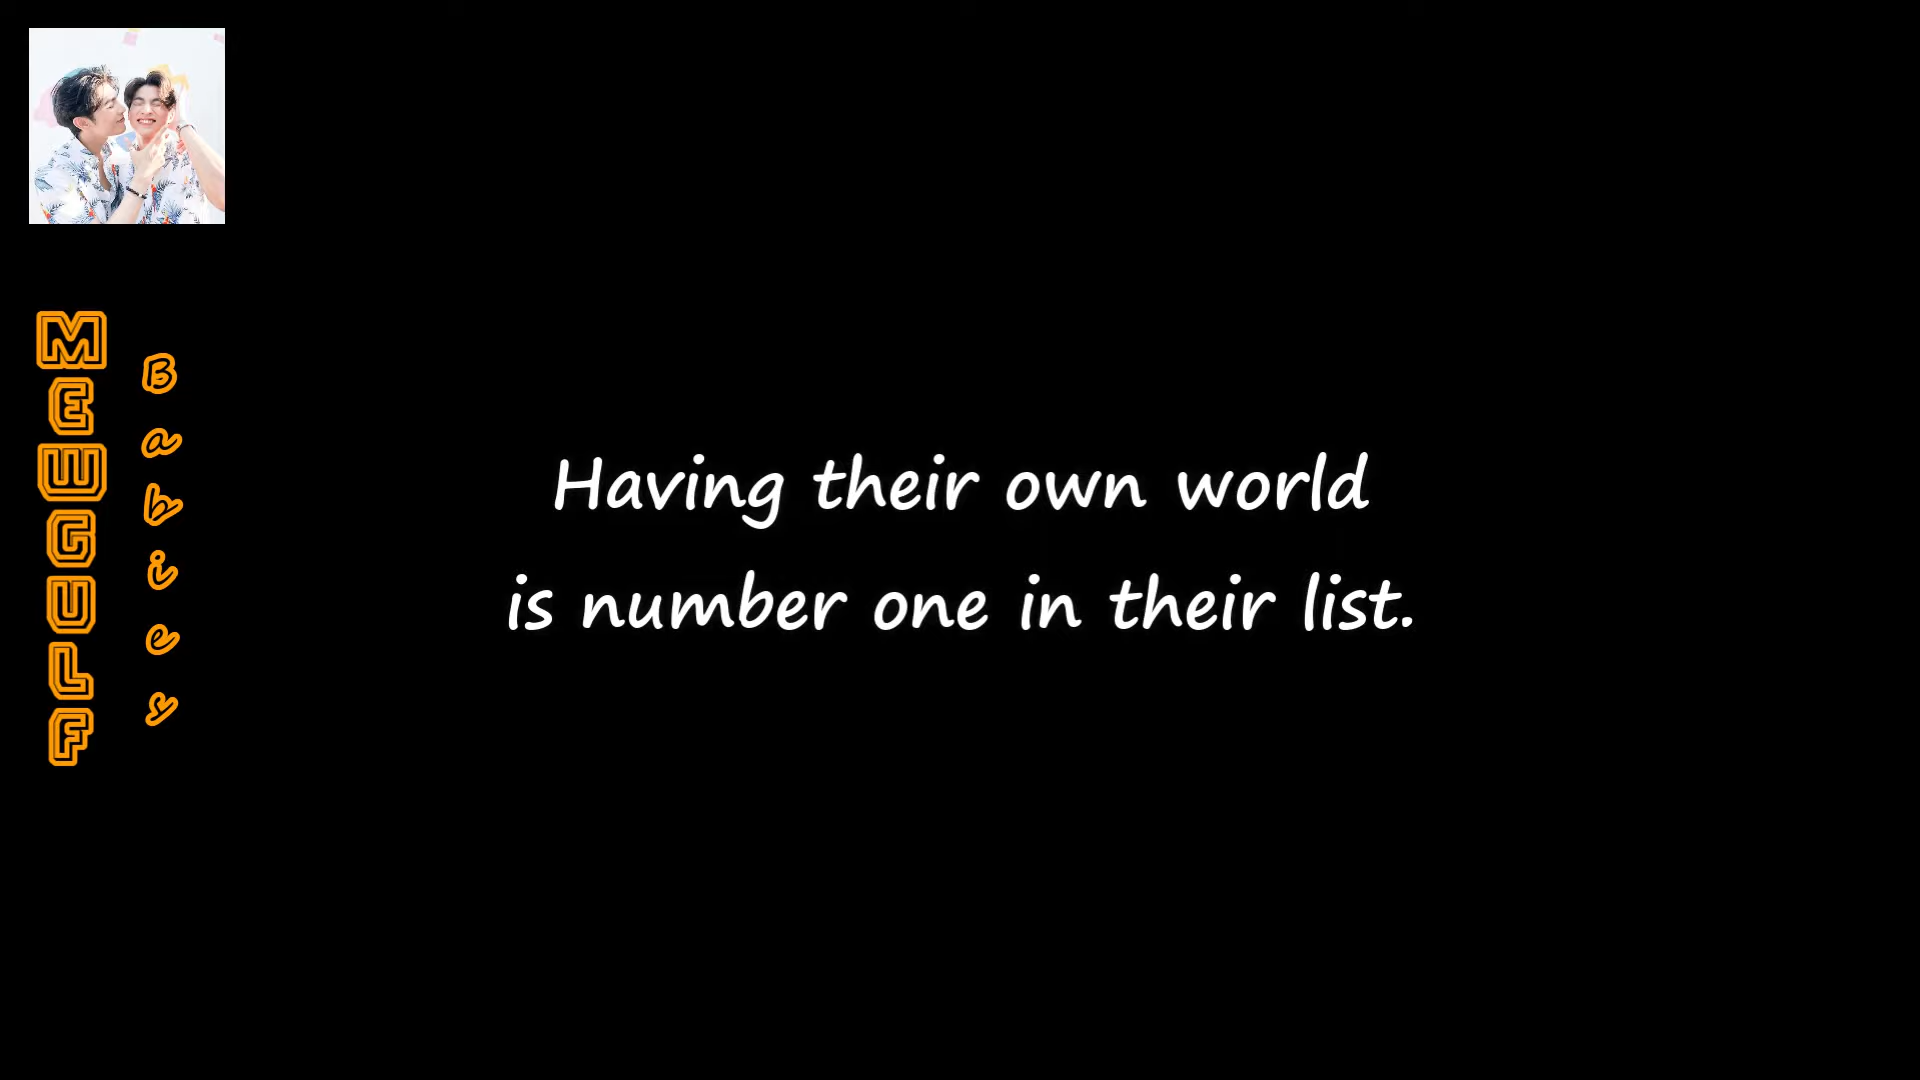 MEWGULF
Babies
Having their own world
is number one in their list.